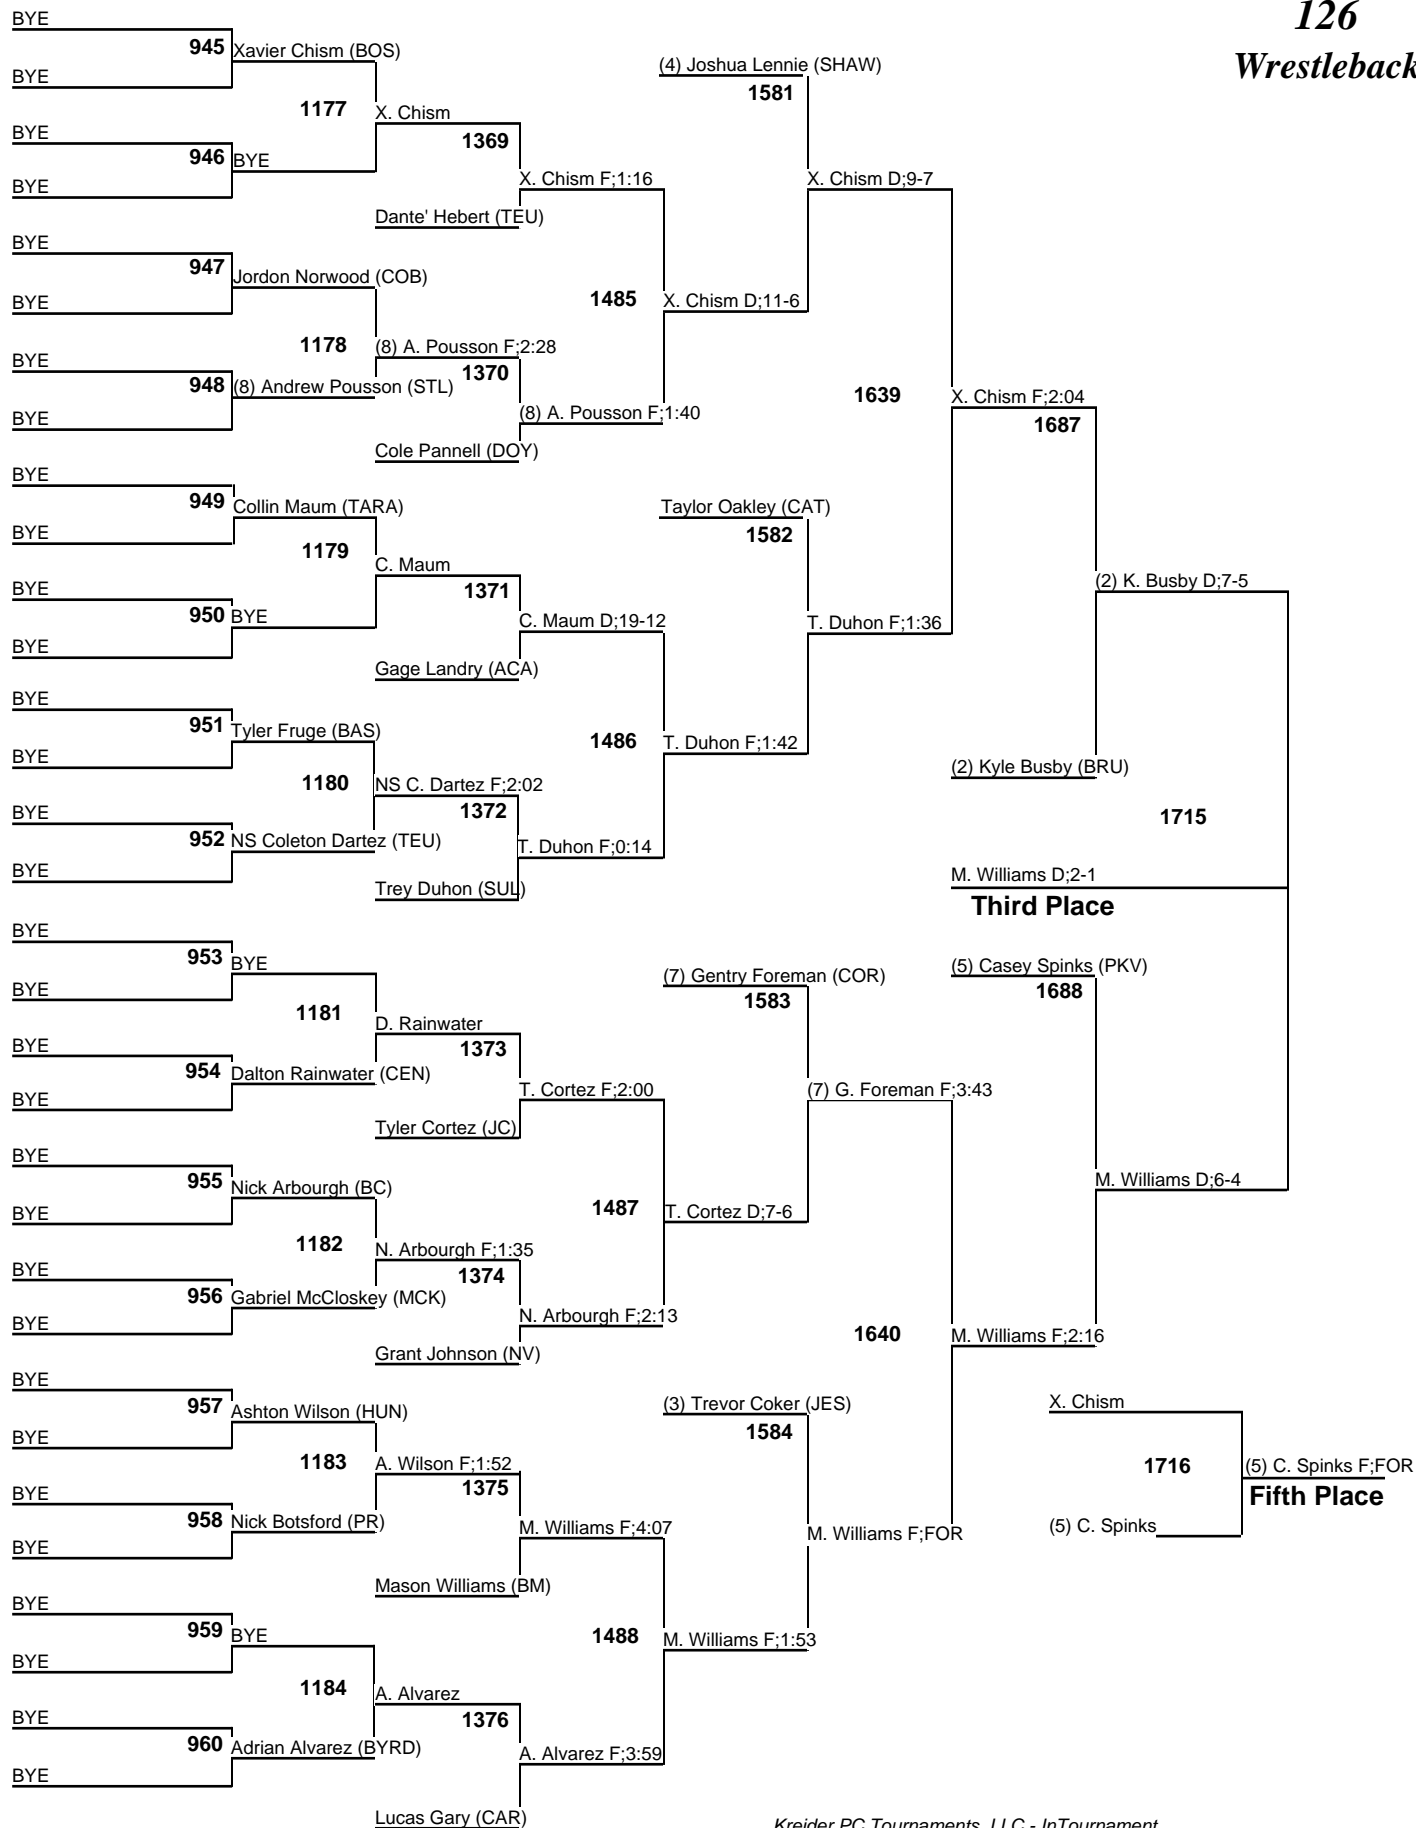 126
Wrestleback
BYE
945 Xavier Chism (BOS)
BYE
1177 X. Chism
BYE
946 BYE
BYE
1369
X. Chism F;1:16
Dante' Hebert (TEU)
BYE
947 Jordon Norwood (COB)
BYE
1178 (8) A. Pousson F;2:28
BYE
948 (8) Andrew Pousson (STL)
BYE
1370
(8) A. Pousson F;1:40
Cole Pannell (DOY)
1485 X. Chism D;11-6
(4) Joshua Lennie (SHAW)
1581
X. Chism D;9-7
BYE
949 Collin Maum (TARA)
BYE
1179 C. Maum
BYE
950 BYE
BYE
1371
C. Maum D;19-12
Gage Landry (ACA)
BYE
951 Tyler Fruge (BAS)
BYE
1180 NS C. Dartez F;2:02
BYE
952 NS Coleton Dartez (TEU)
BYE
1372
T. Duhon F;0:14
Trey Duhon (SUL)
1486 T. Duhon F;1:42
Taylor Oakley (CAT)
1582
T. Duhon F;1:36
1639 X. Chism F;2:04
1687
(2) K. Busby D;7-5
(2) Kyle Busby (BRU)
1715
M. Williams D;2-1
Third Place
BYE
953 BYE
BYE
1181 D. Rainwater
BYE
954 Dalton Rainwater (CEN)
BYE
1373
T. Cortez F;2:00
Tyler Cortez (JC)
BYE
955 Nick Arbourgh (BC)
BYE
1182 N. Arbourgh F;1:35
BYE
956 Gabriel McCloskey (MCK)
BYE
1374
N. Arbourgh F;2:13
Grant Johnson (NV)
1487 T. Cortez D;7-6
(7) Gentry Foreman (COR)
1583
(7) G. Foreman F;3:43
(5) Casey Spinks (PKV)
1688
M. Williams D;6-4
1640 M. Williams F;2:16
BYE
957 Ashton Wilson (HUN)
BYE
1183 A. Wilson F;1:52
BYE
958 Nick Botsford (PR)
BYE
1375
M. Williams F;4:07
Mason Williams (BM)
BYE
959 BYE
BYE
1184 A. Alvarez
BYE
960 Adrian Alvarez (BYRD)
BYE
1376
A. Alvarez F;3:59
Lucas Gary (CAR)
1488 M. Williams F;1:53
(3) Trevor Coker (JES)
1584
M. Williams F;FOR
X. Chism
1716 (5) C. Spinks F;FOR
Fifth Place
(5) C. Spinks
Kreider PC Tournaments, LLC - InTournament